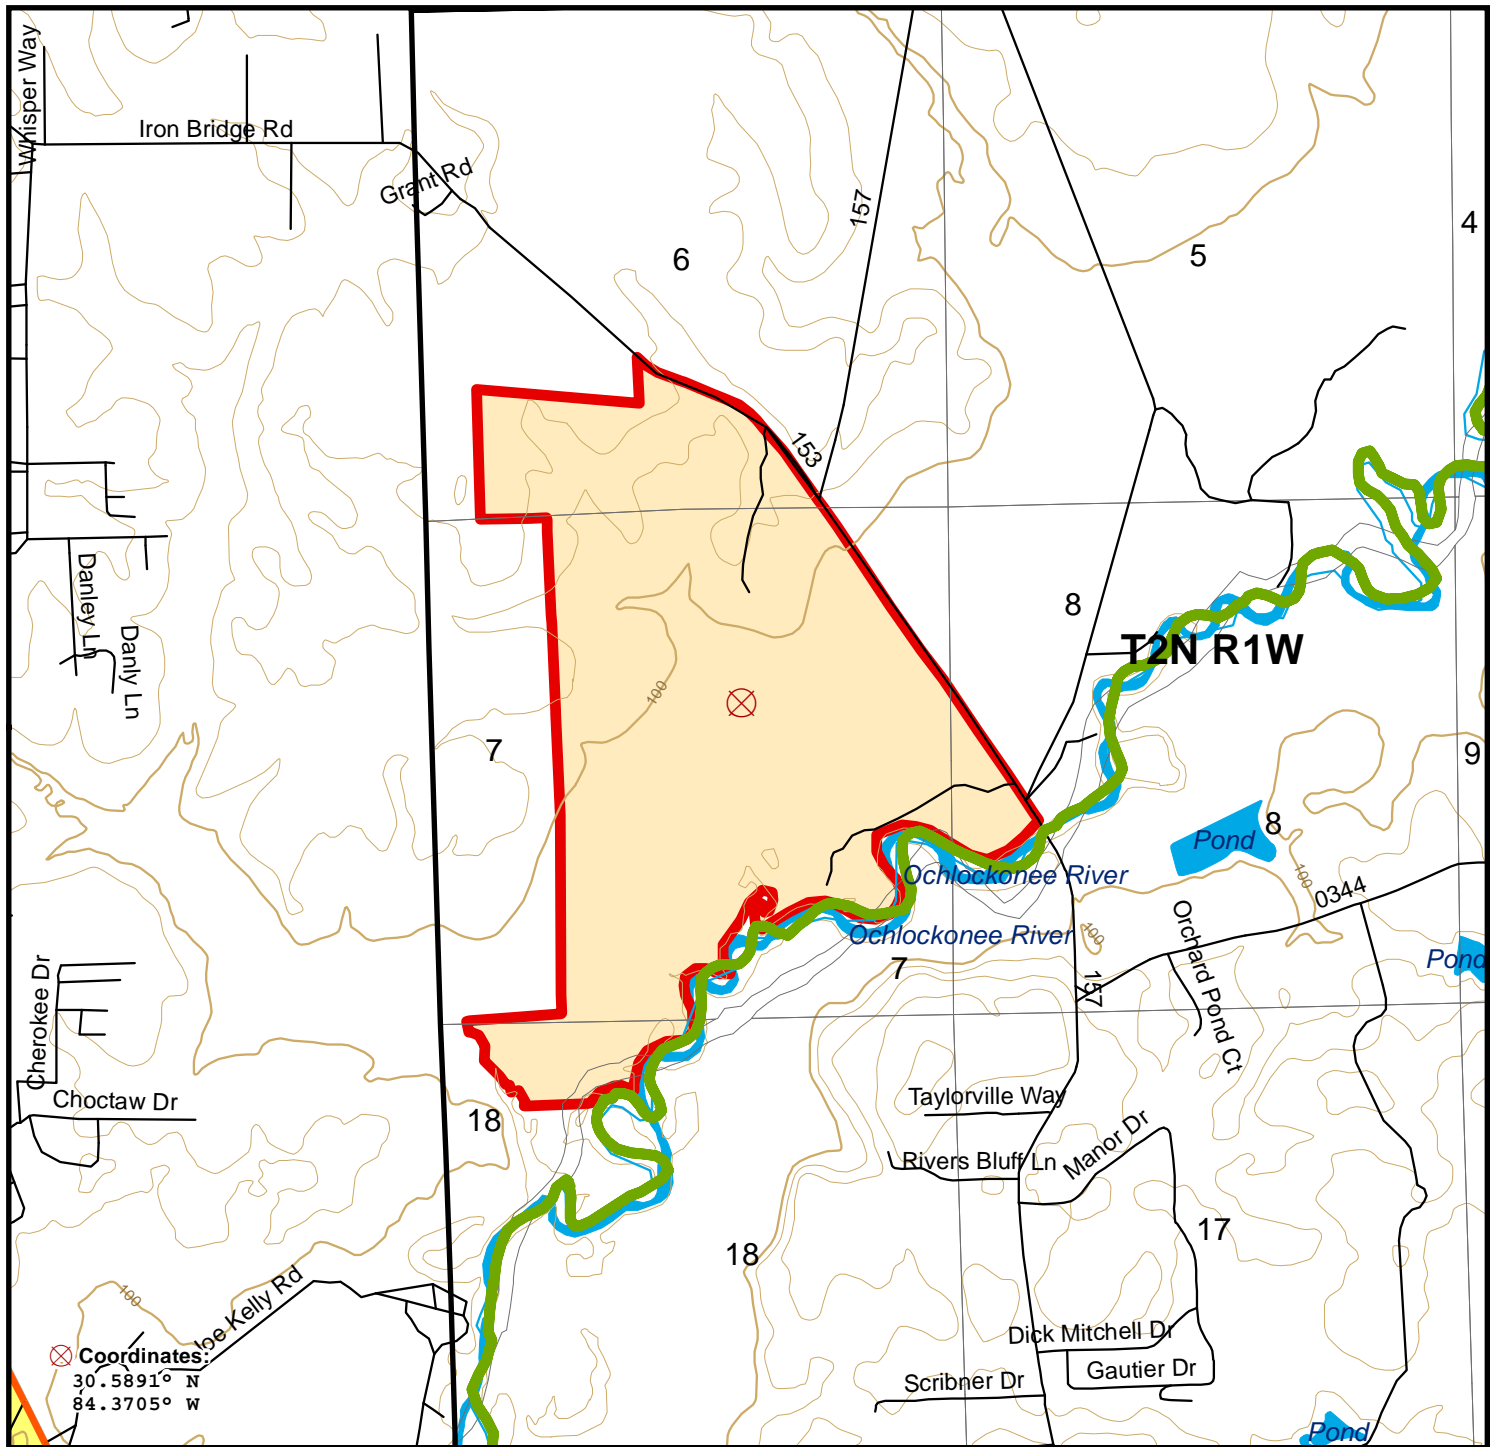 Whisper Way
Iron Bridge Rd
Grant Rd
157
6
5
4
153
Danley Ln
Danly Ln
8
T2N R1W
100
7
9
Pond
8
Ochlockonee River
100
0344
Ochlockonee River
100
Orchard Pond Ct
Pond
7
157
Cherokee Dr
Choctaw Dr
18
Taylorville Way
Manor Dr
Rivers Bluff Ln
17
18
100
Joe Kelly Rd
Dick Mitchell Dr
Gautier Dr
Scribner Dr
Coordinates:
30.5891° N
84.3705° W
Pond